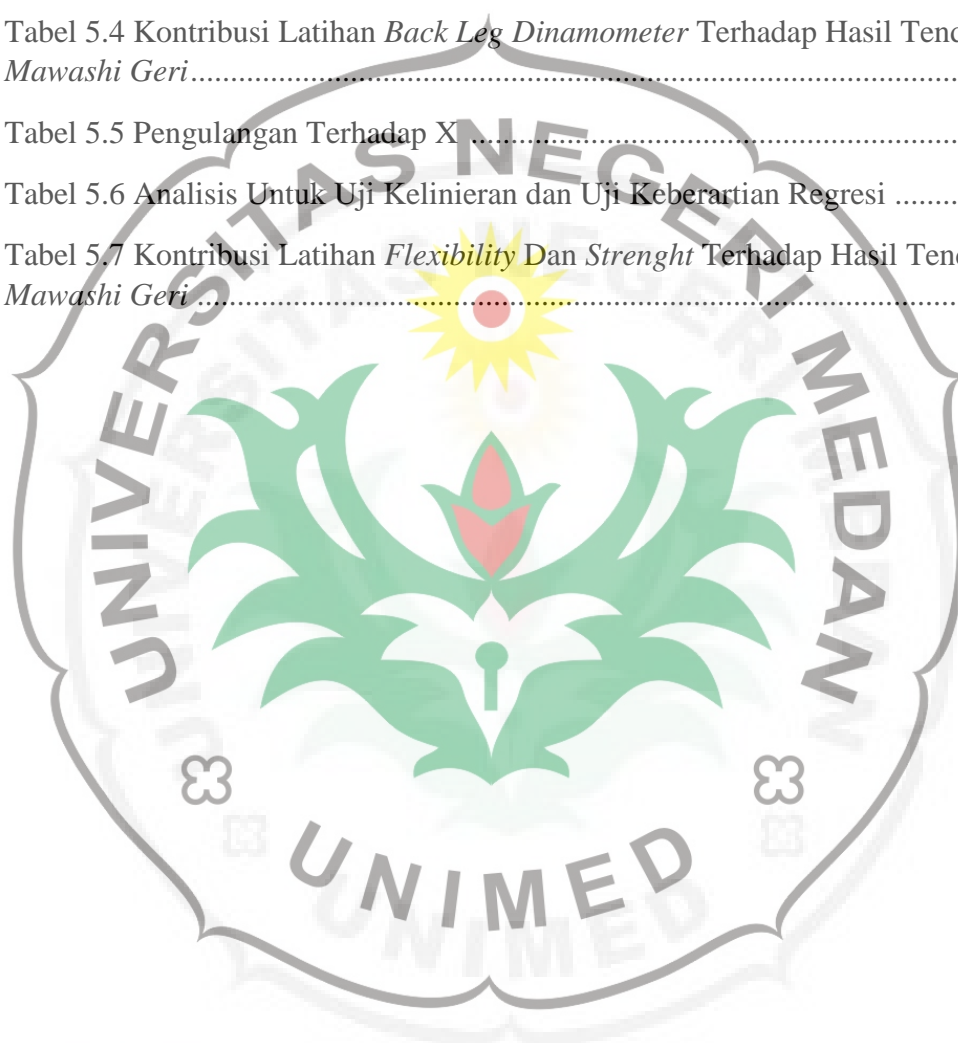 Tabel 5.4 Kontribusi Latihan Back Leg Dinamometer Terhadap Hasil
Mawashi Geri..........................................................................................
Tabel 5.5 Pengulangan Terhadap X ..........................................................
Tabel 5.6 Analisis Untuk Uji Kelinieran dan Uji Keberartian Regresi .........
Tabel 5.7 Kontribusi Latihan Flexibility Dan Strenght Terhadap Hasil
Mawashi Geri ..........................................................................................
UNIVERSITAS NEGERI MEDAN
UNIMED